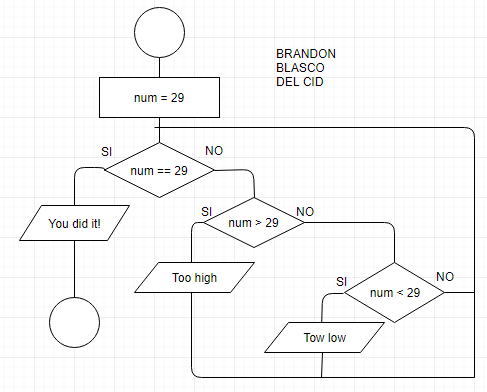 BRANDON
BLASCO
DEL CID
num = 29
SI
NO
num == 29
You did it!
SI
NO
num > 29
Too high
SI
NO
num < 29
Tow low